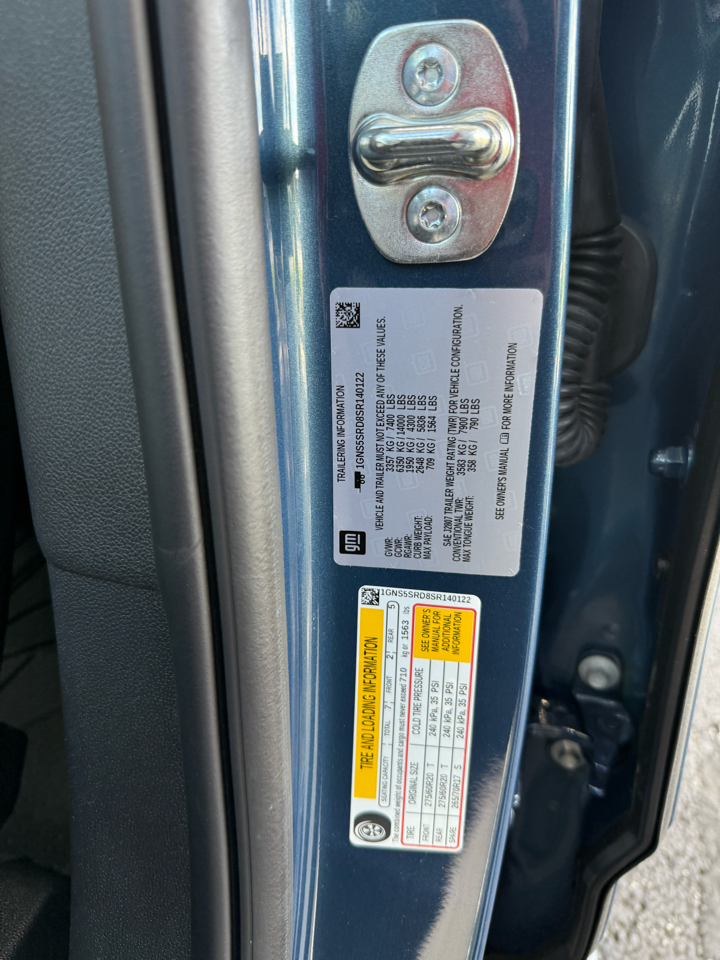 TRAILERING INFORMATION
1GNS5SRD8SR140122
VEHICLE AND TRAILER MUST NOT EXCEED ANY OF THESE VALUES.
GVWR: 3357 KG / 7400 LBS
GCWR: 6350 KG / 14000 LBS
RGAWR: 1950 KG / 4300 LBS
CURB WEIGHT: 2648 KG / 5836 LBS
MAX PAYLOAD: 709 KG / 1564 LBS
SAE J2807 TRAILER WEIGHT RATING (TWR) FOR VEHICLE CONFIGURATION.
CONVENTIONAL TWR: 3583 KG / 7900 LBS
MAX TONGUE WEIGHT: 358 KG / 790 LBS
SEE OWNER'S MANUAL FOR MORE INFORMATION
gm
1GNS5SRD8SR140122
TIRE AND LOADING INFORMATION
SEATING CAPACITY TOTAL 7 FRONT 2 REAR 5
The combined weight of occupants and cargo must never exceed 710 kg or 1563 lbs.
TIRE ORIGINAL SIZE COLD TIRE PRESSURE
FRONT 275/60R20 T 240 kPa, 35 PSI
REAR 275/60R20 T 240 kPa, 35 PSI
SPARE 265/70R17 S 240 kPa, 35 PSI
SEE OWNER'S
MANUAL FOR
ADDITIONAL
INFORMATION